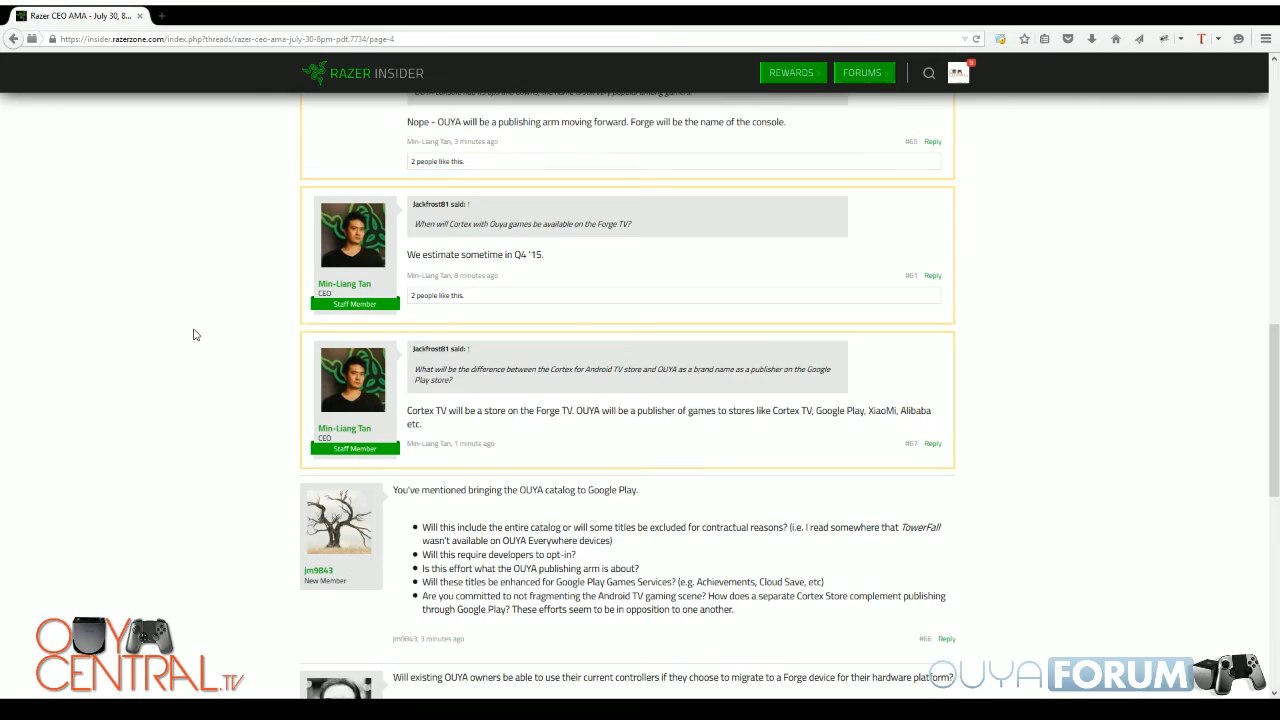 Razer CEO AMA - July 30, 8...
https://insider.razerzone.com/index.php?threads/razer-ceo-ama-july-30-8pm-pdt.7734/page-4
RAZER INSIDER
REWARDS
FORUMS
OUYA console had its ups and downs, the name is still very popular among gamers.
Nope - OUYA will be a publishing arm moving forward. Forge will be the name of the console.
Min-Liang Tan, 3 minutes ago
#65 Reply
2 people like this.
Jackfrost81 said: ↑
When will Cortex with Ouya games be available on the Forge TV?
We estimate sometime in Q4 '15.
Min-Liang Tan
CEO
Staff Member
Min-Liang Tan, 8 minutes ago
#61 Reply
2 people like this.
Jackfrost81 said: ↑
What will be the difference between the Cortex for Android TV store and OUYA as a brand name as a publisher on the Google
Play store?
Cortex TV will be a store on the Forge TV. OUYA will be a publisher of games to stores like Cortex TV, Google Play, XiaoMi, Alibaba
etc.
Min-Liang Tan
CEO
Staff Member
Min-Liang Tan, 1 minute ago
#67 Reply
You've mentioned bringing the OUYA catalog to Google Play.
Will this include the entire catalog or will some titles be excluded for contractual reasons? (i.e. I read somewhere that TowerFall
wasn't available on OUYA Everywhere devices)
Will this require developers to opt-in?
Is this effort what the OUYA publishing arm is about?
Will these titles be enhanced for Google Play Games Services? (e.g. Achievements, Cloud Save, etc)
Are you committed to not fragmenting the Android TV gaming scene? How does a separate Cortex Store complement publishing
through Google Play? These efforts seem to be in opposition to one another.
jm9843
New Member
jm9843, 3 minutes ago
#66 Reply
Will existing OUYA owners be able to use their current controllers if they choose to migrate to a Forge device for their hardware platform?
OUYA
CENTRAL.TV
OUYA FORUM